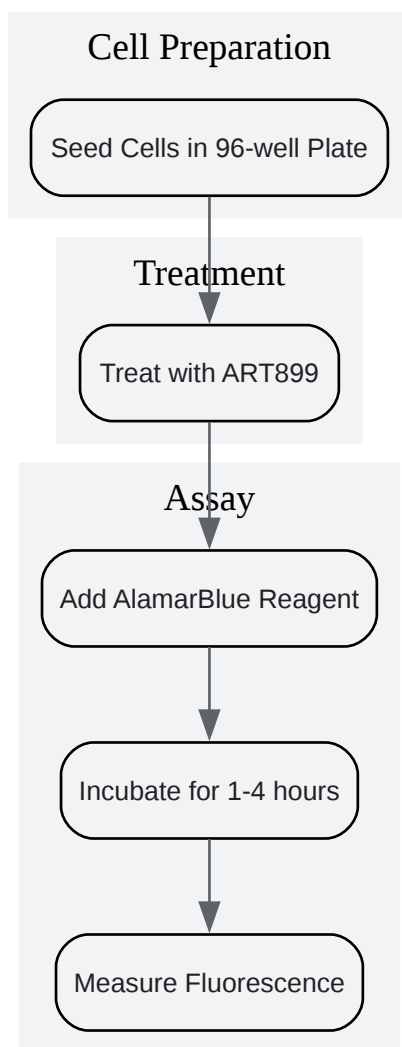 Cell Preparation
Seed Cells in 96-well Plate
Treatment
Treat with ART899
Assay
Add AlamarBlue Reagent
Incubate for 1-4 hours
Measure Fluorescence